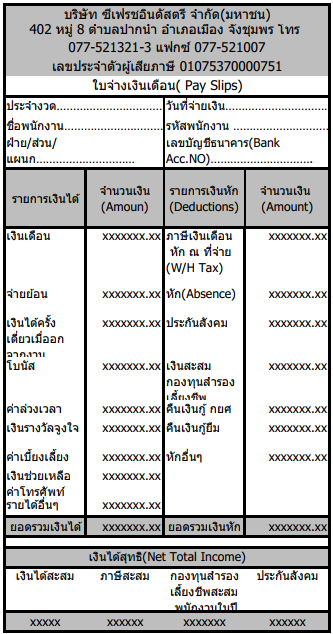 บริษัท ซีเฟรชอินดัสตรี จำกัด(มหาชน)
402 หมู่ 8 ตำบลปากน้ำ อำเภอเมือง จังชุมพร โทร
077-521321-3 แฟกซ์ 077-521007
เลขประจำตัวผู้เสียภาษี 01075370000751
ใบจ่ายเงินเดือน( Pay Slips)
ประจำงวด........................... วันที่จ่ายเงิน.......................
ชื่อพนักงาน......................... รหัสพนักงาน .....................
ฝ่าย/ส่วน/ เลขบัญชีธนาคาร(Bank
แผนก............................ Acc.NO).............................
รายการเงินได้ จำนวนเงิน รายการเงินหัก จำนวนเงิน
(Amoun) (Deductions) (Amount)
เงินเดือน xxxxxxx.xx ภาษีเงินเดือน xxxxxxx.xx
หัก ณ ที่จ่าย
(W/H Tax)
จ่ายย้อน xxxxxxx.xx หัก(Absence) xxxxxxx.xx
เงินได้ครั้ง xxxxxxx.xx ประกันสังคม xxxxxxx.xx
เดี่ยวเมื่ออก
จากงาน
โบนัส xxxxxxx.xx เงินสะสม xxxxxxx.xx
กองทุนสำรอง
เลี้ยงชีพ
ค่าล่วงเวลา xxxxxxx.xx คืนเงินกู้ กยศ xxxxxxx.xx
เงินรางวัลจูงใจ xxxxxxx.xx คืนเงินกู้ยืม xxxxxxx.xx
ค่าเบี้ยงเลี้ยง xxxxxxx.xx หักอื่นๆ xxxxxxx.xx
เงินช่วยเหลือ xxxxxxx.xx
ค่าโทรศัพท์
รายได้อื่นๆ xxxxxxx.xx
ยอดรวมเงินได้ xxxxxxx.xx ยอดรวมเงินหัก xxxxxx.xx
เงินได้สุทธิ(Net Total Income)
เงินได้สะสม ภาษีสะสม กองทุนสำรอง ประกันสังคม
เลี้ยงชีพสะสม
พนักงานในปี
xxxxx xxxxxx xxxxxxx xxxxxx